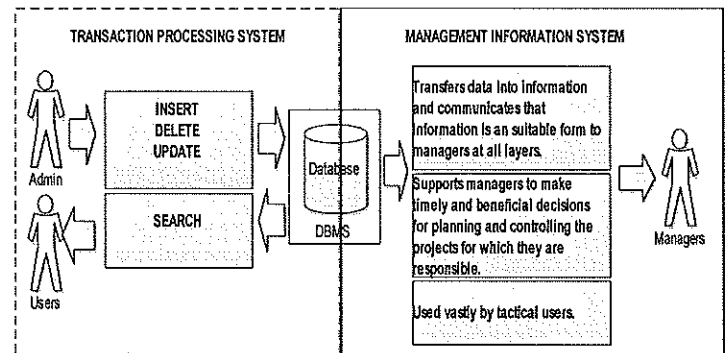 TRANSACTION PROCESSING SYSTEM
MANAGEMENT INFORMATION SYSTEM
Admin
INSERT
DELETE
UPDATE
Users
SEARCH
Database
DBMS
Transfers data Into Information
and communicates that
Information Is an suitable form to
managers at all layers.
Supports managers to make
timely and beneficial decisions
for planning and controlling the
projects for which they are
responsible.
Used vastly by tactical users.
Managers